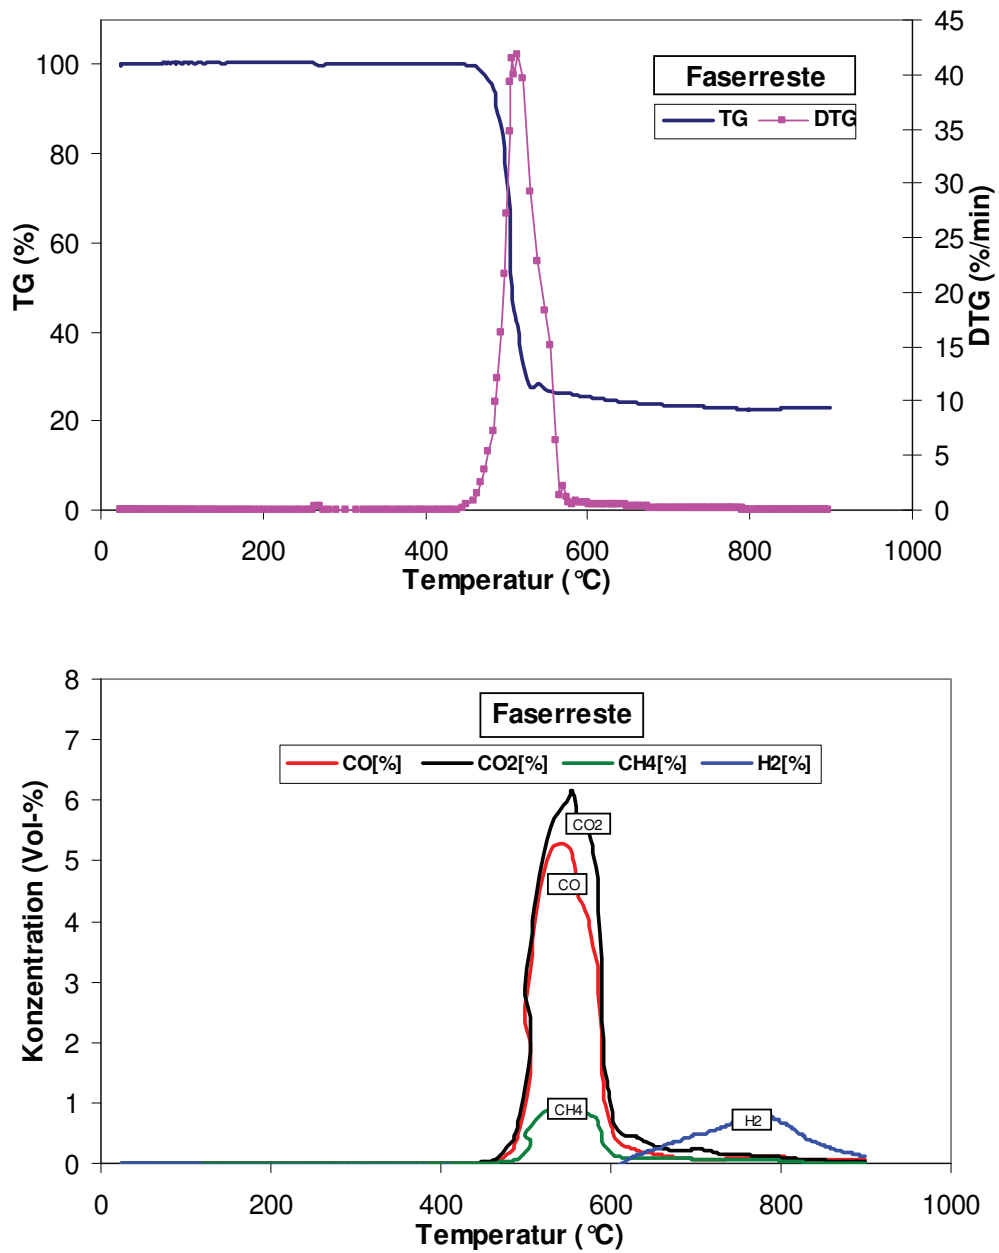 Faserreste
TG DTG
TG (%)
100
80
60
40
20
0
DTG (%/min)
45
40
35
30
25
20
15
10
5
0
0 200 400 600 800 1000
Temperatur (°C)
Faserreste
CO[%] CO2[%] CH4[%] H2[%]
Konzentration (Vol-%)
8
7
6
5
4
3
2
1
0
CO2
CO
CH4
H2
0 200 400 600 800 1000
Temperatur (°C)